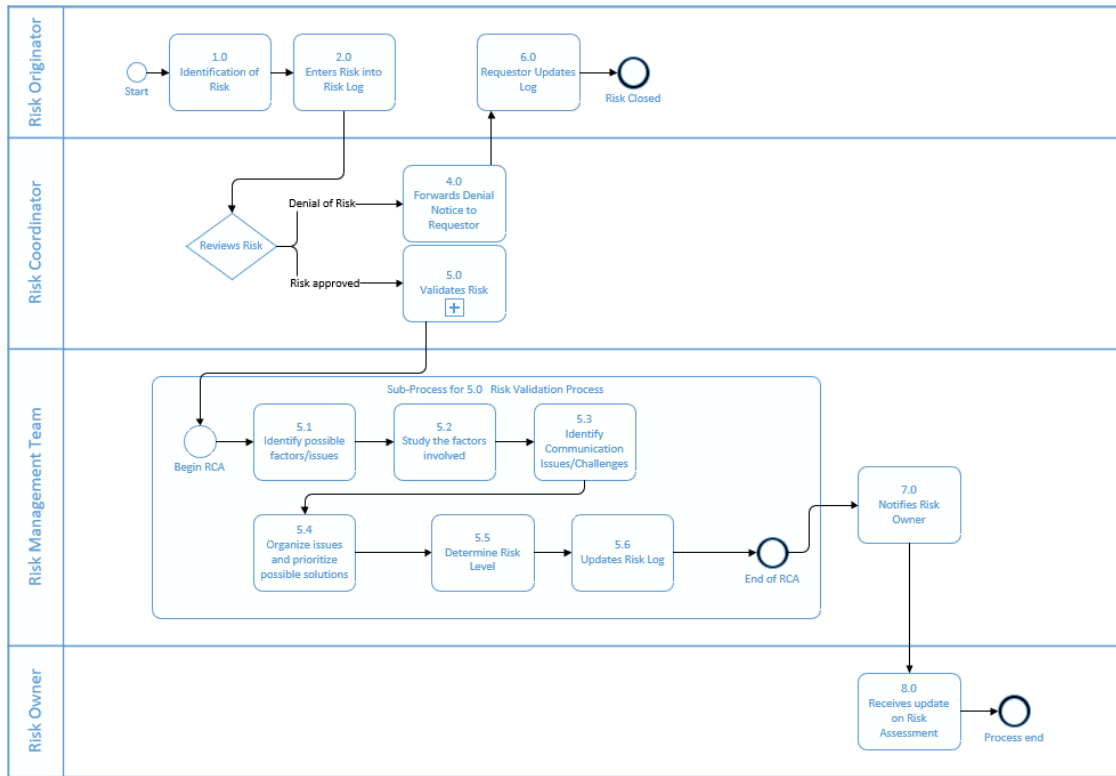 Risk Originator
Start
1.0
Identification of
Risk
2.0
Enters Risk into
Risk Log
6.0
Requestor Updates
Log
Risk Closed
Risk Coordinator
Reviews Risk
Denial of Risk
Risk approved
4.0
Forwards Denial
Notice to
Requestor
5.0
Validates Risk
Risk Management Team
Sub-Process for 5.0 Risk Validation Process
Begin RCA
5.1
Identify possible
factors/issues
5.2
Study the factors
involved
5.3
Identify
Communication
Issues/Challenges
5.4
Organize issues
and prioritize
possible solutions
5.5
Determine Risk
Level
5.6
Updates Risk Log
End of RCA
7.0
Notifies Risk
Owner
Risk Owner
8.0
Receives update
on Risk
Assessment
Process end